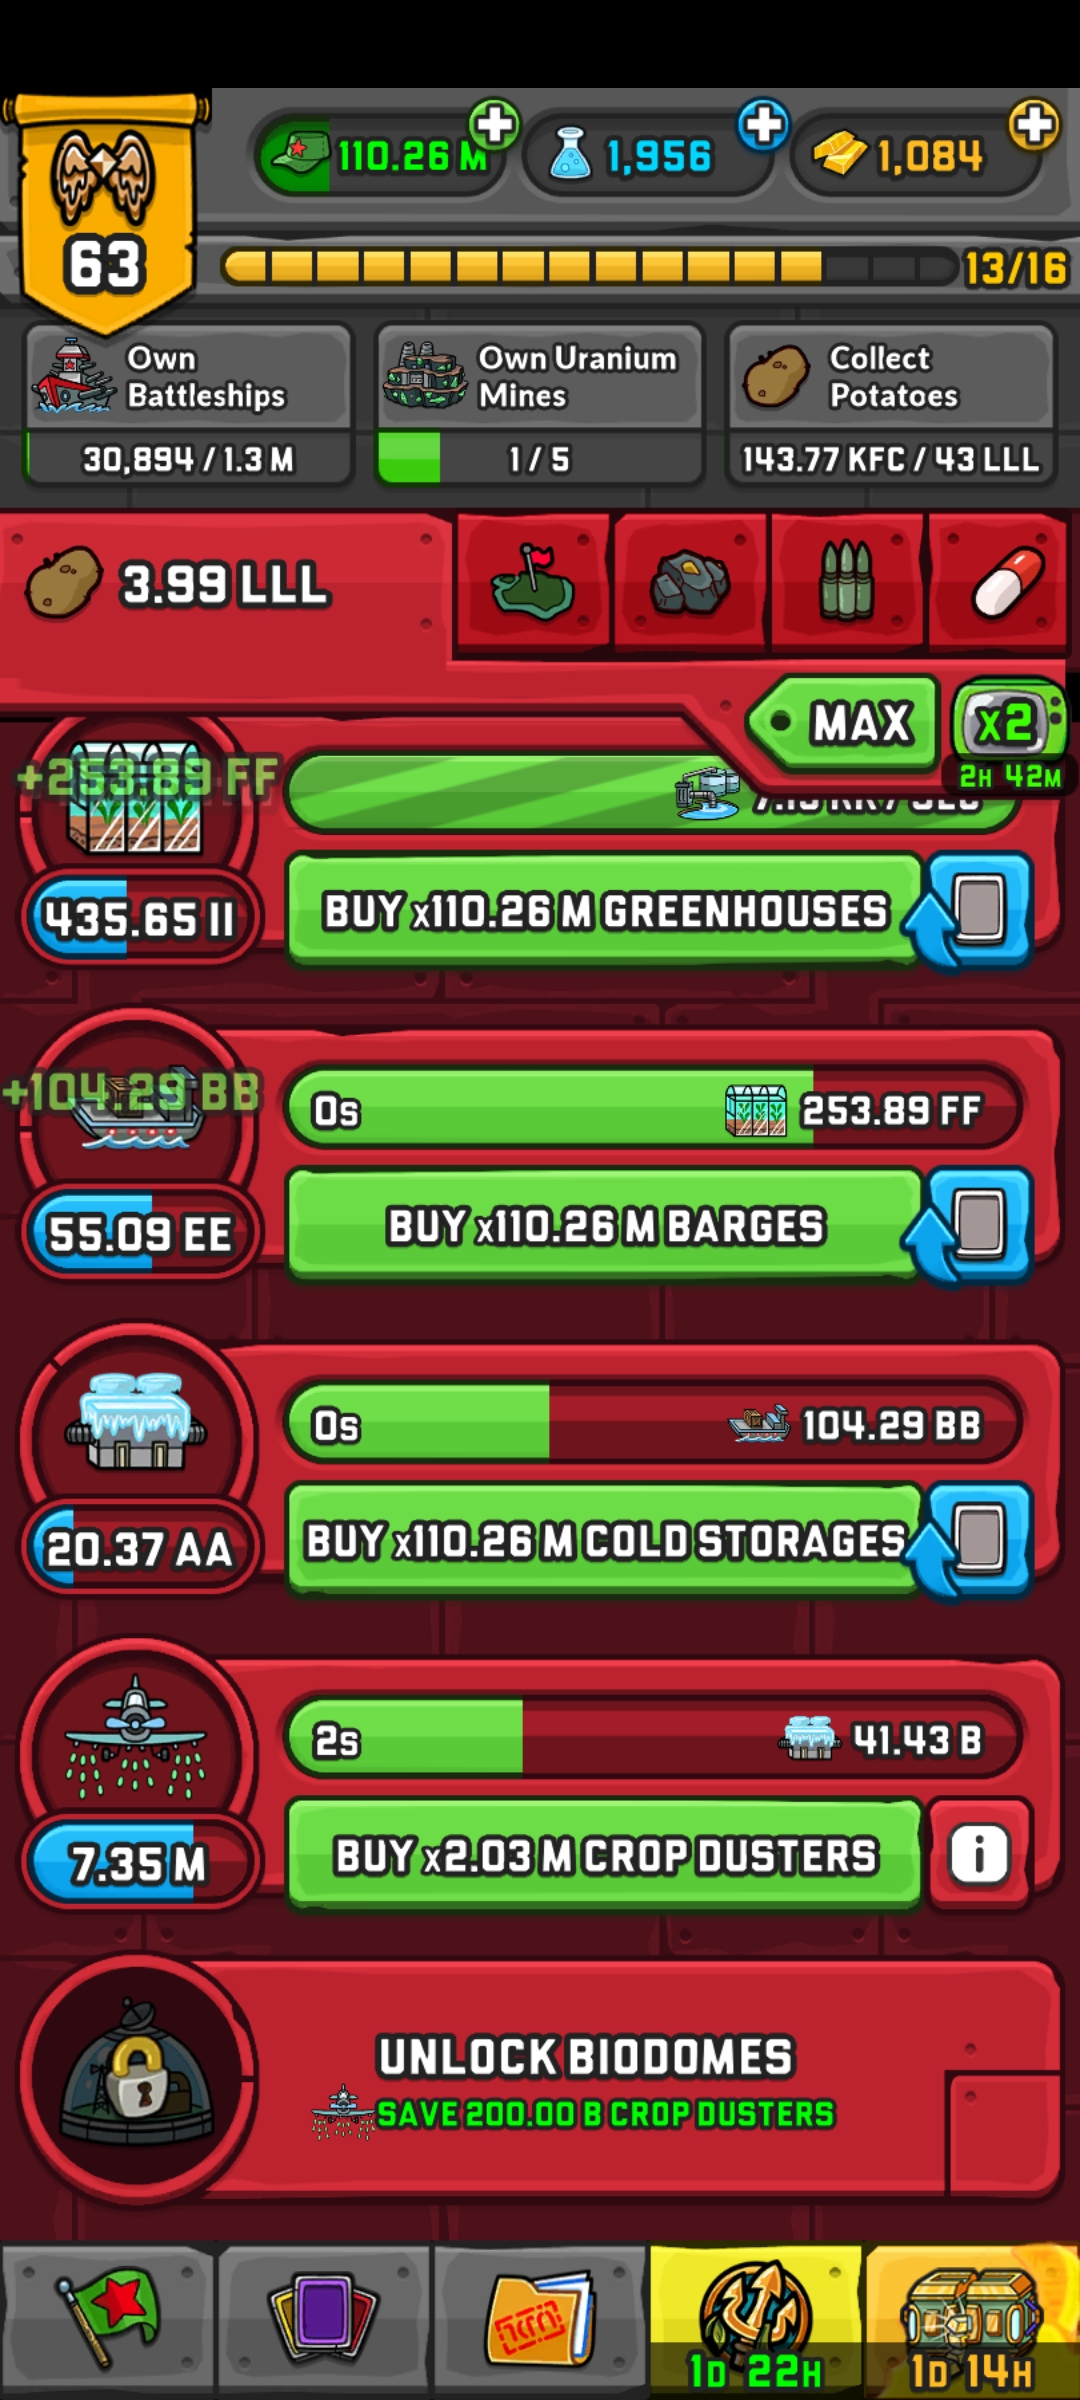 63
110.26 M
1,956
1,084
13/16
Own
Battleships
30,894 / 1.3 M
Own Uranium
Mines
1 / 5
Collect
Potatoes
143.77 KFC / 43 LLL
3.99 LLL
MAX
x2
2H 42M
+253.89 FF
435.65 II
BUY x110.26 M GREENHOUSES
+104.29 BB
0s
253.89 FF
55.09 EE
BUY x110.26 M BARGES
0s
104.29 BB
20.37 AA
BUY x110.26 M COLD STORAGES
2s
41.43 B
7.35 M
BUY x2.03 M CROP DUSTERS
i
UNLOCK BIODOMES
SAVE 200.00 B CROP DUSTERS
1D 22H
1D 14H